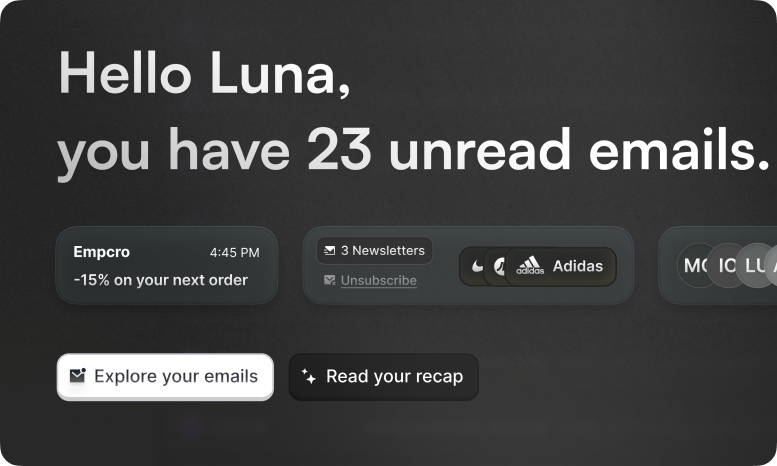 Hello Luna,
you have 23 unread emails.
Empcro 4:45 PM
-15% on your next order
3 Newsletters
Unsubscribe
adidas Adidas
IC LU
Explore your emails
Read your recap